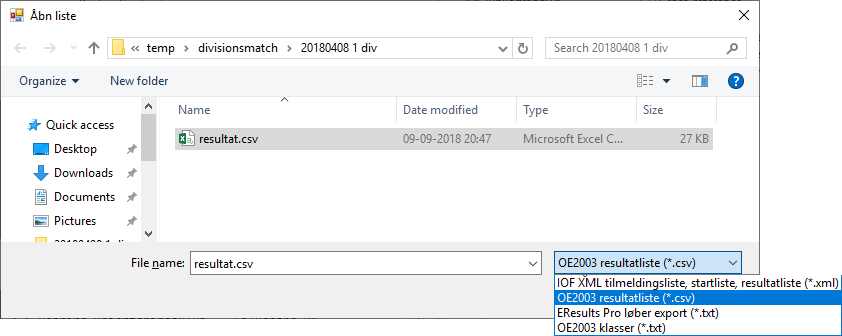 Åbn liste
« temp › divisionsmatch › 20180408 1 div
Search 20180408 1 div
Organize
New folder
Name Date modified Type Size
Quick access
Desktop
Downloads
Documents
Pictures
20180408 1 div
resultat.csv 09-09-2018 20:47 Microsoft Excel C... 27 KB
File name: resultat.csv
OE2003 resultatliste (*.csv)
IOF XML tilmeldingsliste, startliste, resultatliste (*.xml)
OE2003 resultatliste (*.csv)
EResults Pro løber export (*.txt)
OE2003 klasser (*.txt)